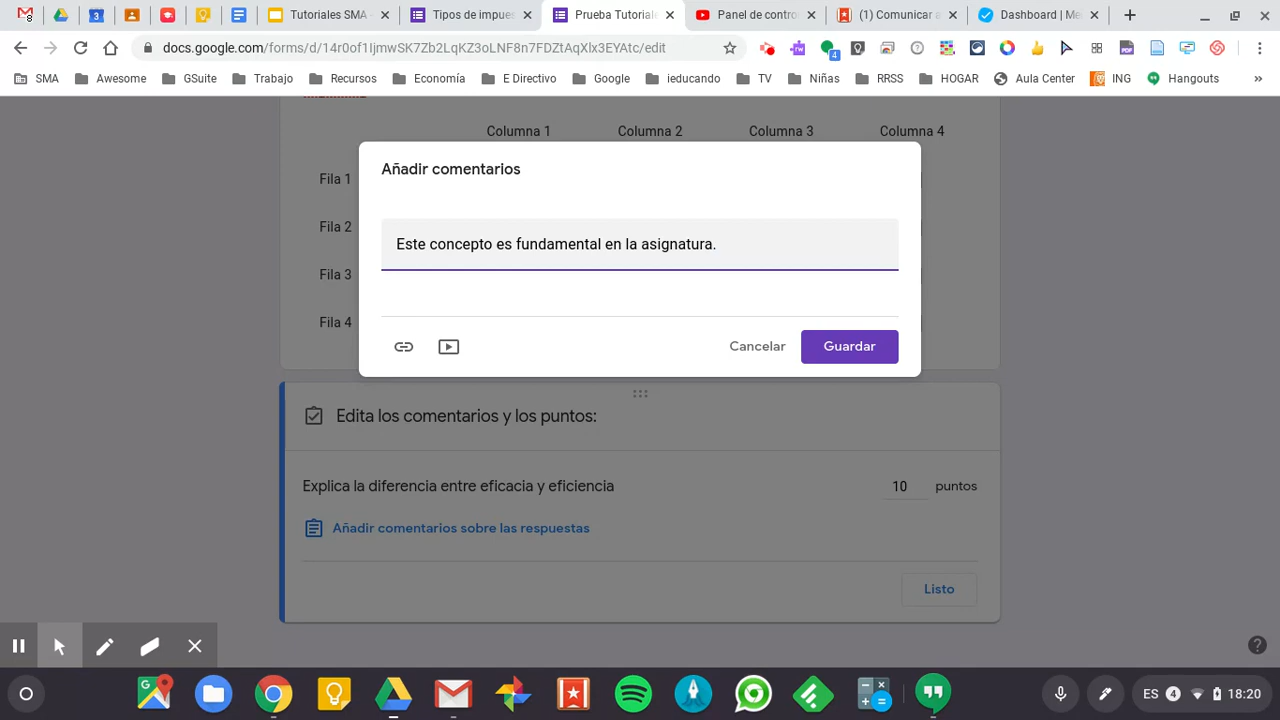 Tutoriales SMA -
Tipos de impues
Prueba Tutoriale
Panel de contro
(1) Comunicar a
Dashboard | Me
docs.google.com/forms/d/14r0of1IjmwSK7Zb2LqKZ3oLNF8n7FDZtAqXlx3EYAtc/edit
4
SMA Awesome GSuite Trabajo Recursos Economía E Directivo Google ieducando TV Niñas RRSS HOGAR Aula Center ING Hangouts »
Columna 1 Columna 2 Columna 3 Columna 4
Añadir comentarios
Fila 1
Fila 2
Este concepto es fundamental en la asignatura.
Fila 3
Fila 4
Cancelar
Guardar
Edita los comentarios y los puntos:
Explica la diferencia entre eficacia y eficiencia
10 puntos
Añadir comentarios sobre las respuestas
Listo
ES 4 18:20